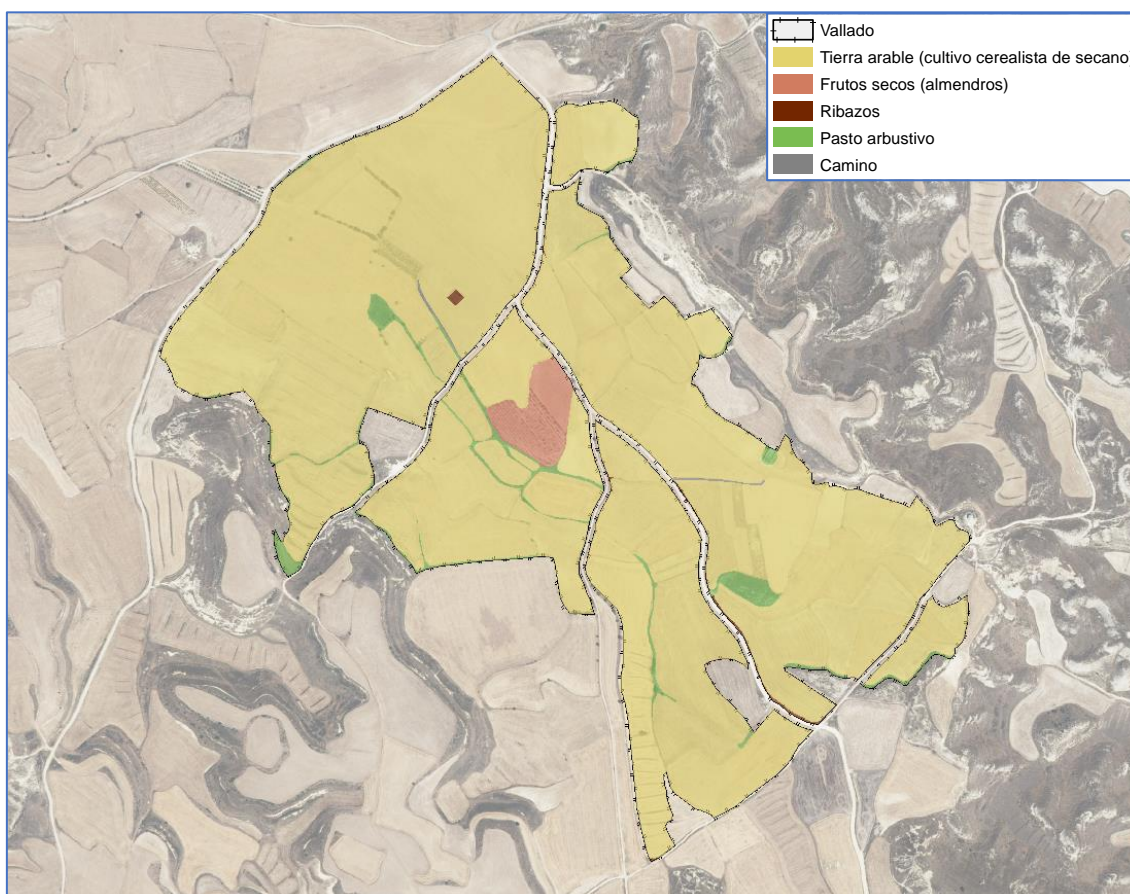 Vallado
Tierra arable (cultivo cerealista de secano)
Frutos secos (almendros)
Ribazos
Pasto arbustivo
Camino